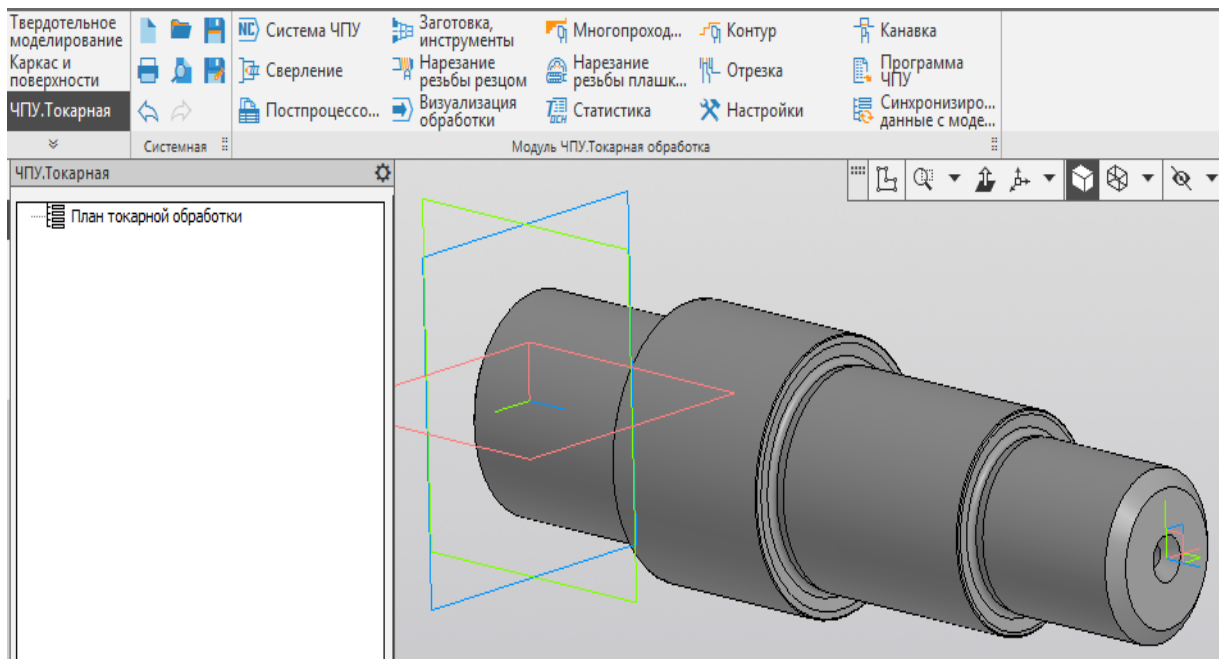 Твердотельное
моделирование
Каркас и
поверхности
ЧПУ.Токарная
Системная
NC Система ЧПУ
Сверление
Постпроцессо...
Заготовка,
инструменты
Нарезание
резьбы резцом
Визуализация
обработки
Многопроход...
Нарезание
резьбы плашк...
Статистика
Контур
Отрезка
Настройки
Канавка
Программа
ЧПУ
Синхронизиро...
данные с моде...
Модуль ЧПУ.Токарная обработка
ЧПУ.Токарная
План токарной обработки